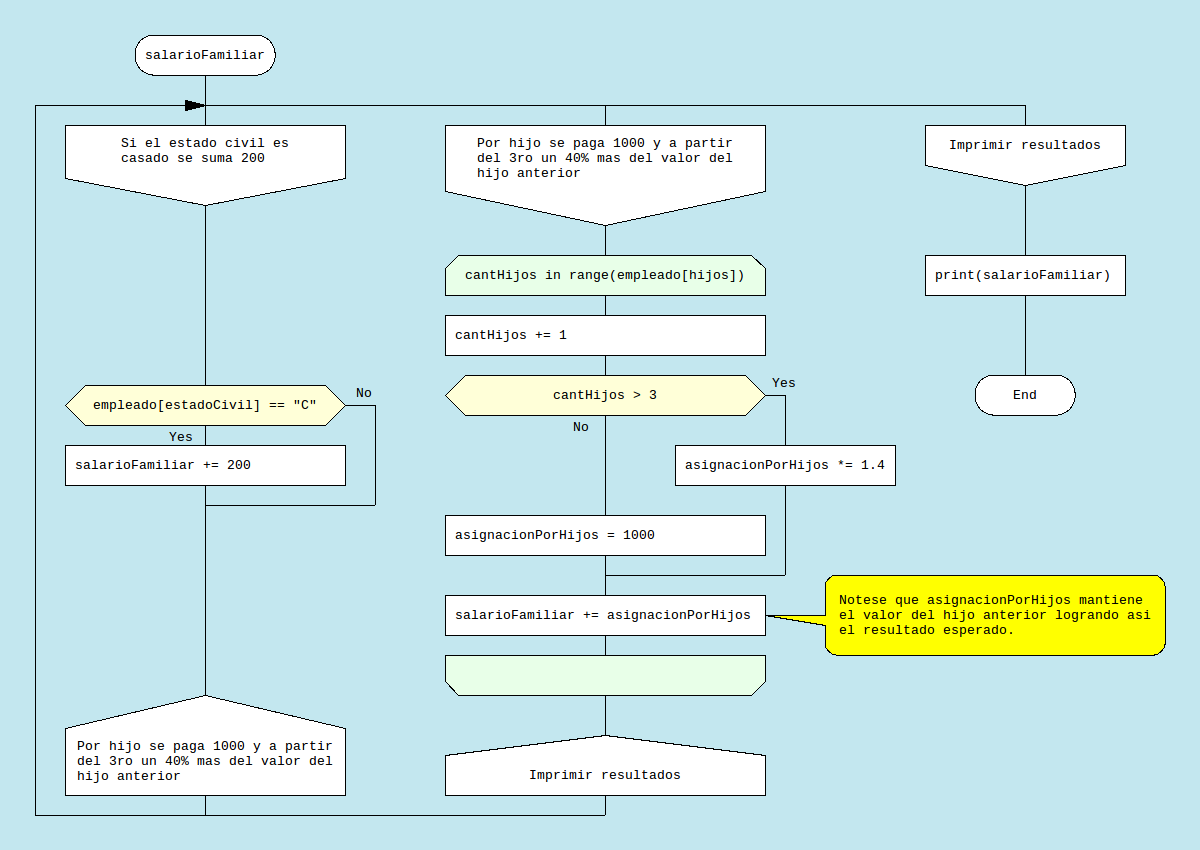 salarioFamiliar
Si el estado civil es
casado se suma 200
empleado[estadoCivil] == "C"
No
Yes
salarioFamiliar += 200
Por hijo se paga 1000 y a partir
del 3ro un 40% mas del valor del
hijo anterior
Por hijo se paga 1000 y a partir
del 3ro un 40% mas del valor del
hijo anterior
cantHijos in range(empleado[hijos])
cantHijos += 1
cantHijos > 3
Yes
No
asignacionPorHijos *= 1.4
asignacionPorHijos = 1000
salarioFamiliar += asignacionPorHijos
Notese que asignacionPorHijos mantiene
el valor del hijo anterior logrando asi
el resultado esperado.
Imprimir resultados
Imprimir resultados
print(salarioFamiliar)
End